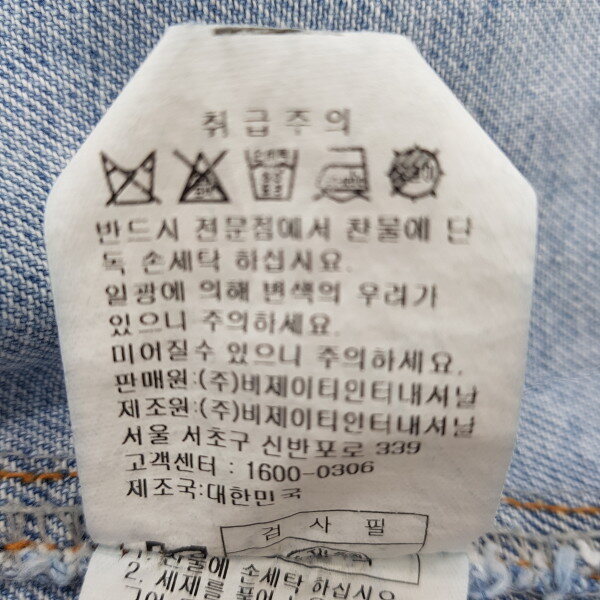 취급주의
반드시 전문점에서 찬물에 단
독 손세탁 하십시요.
일광에 의해 변색의 우려가
있으니 주의하세요.
미어질수 있으니 주의하세요.
판매원:(주)비제이티인터내셔날
제조원:(주)비제이티인터내셔날
서울 서초구 신반포로 339
고객센터 : 1600-0306
제조국:대한민국
검 사 필
1. 찬물에 손세탁 하십시요
2. 세제를 풀어